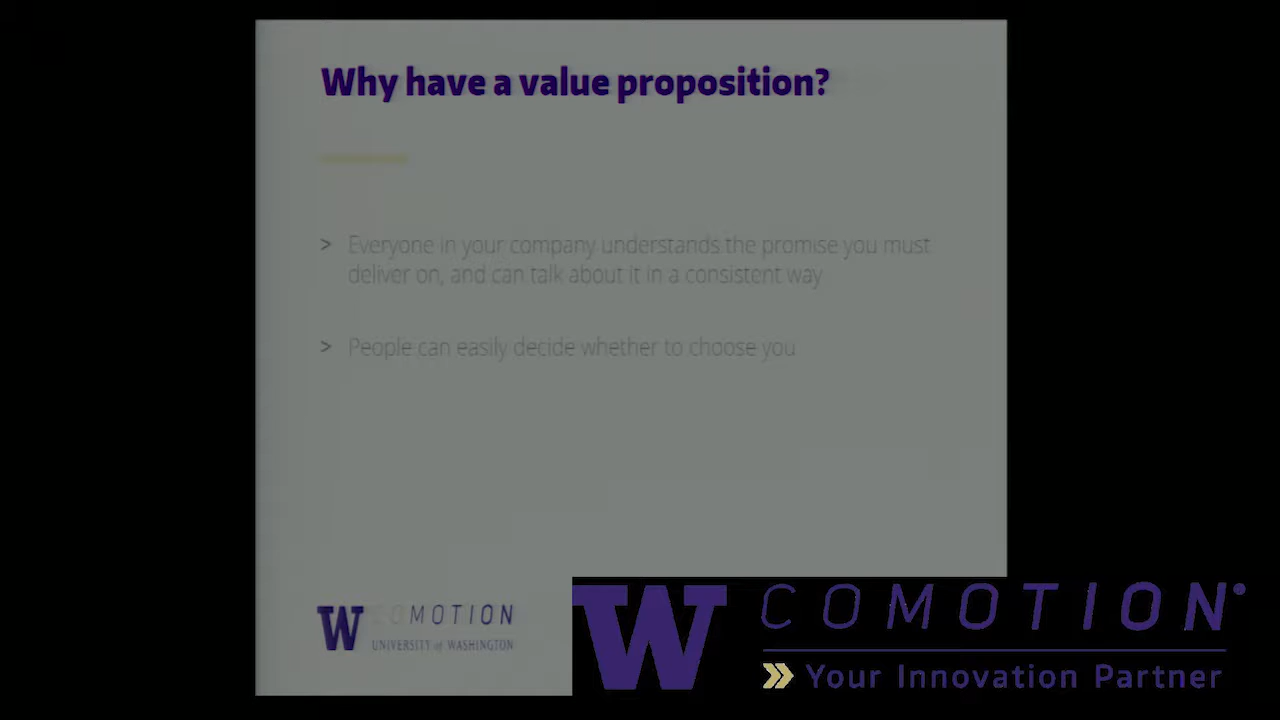 Why have a value proposition?
> Everyone in your company understands the promise you must
deliver on, and can talk about it in a consistent way
> People can easily decide whether to choose you
W COMOTION
UNIVERSITY of WASHINGTON
W COMOTION
Your Innovation Partner